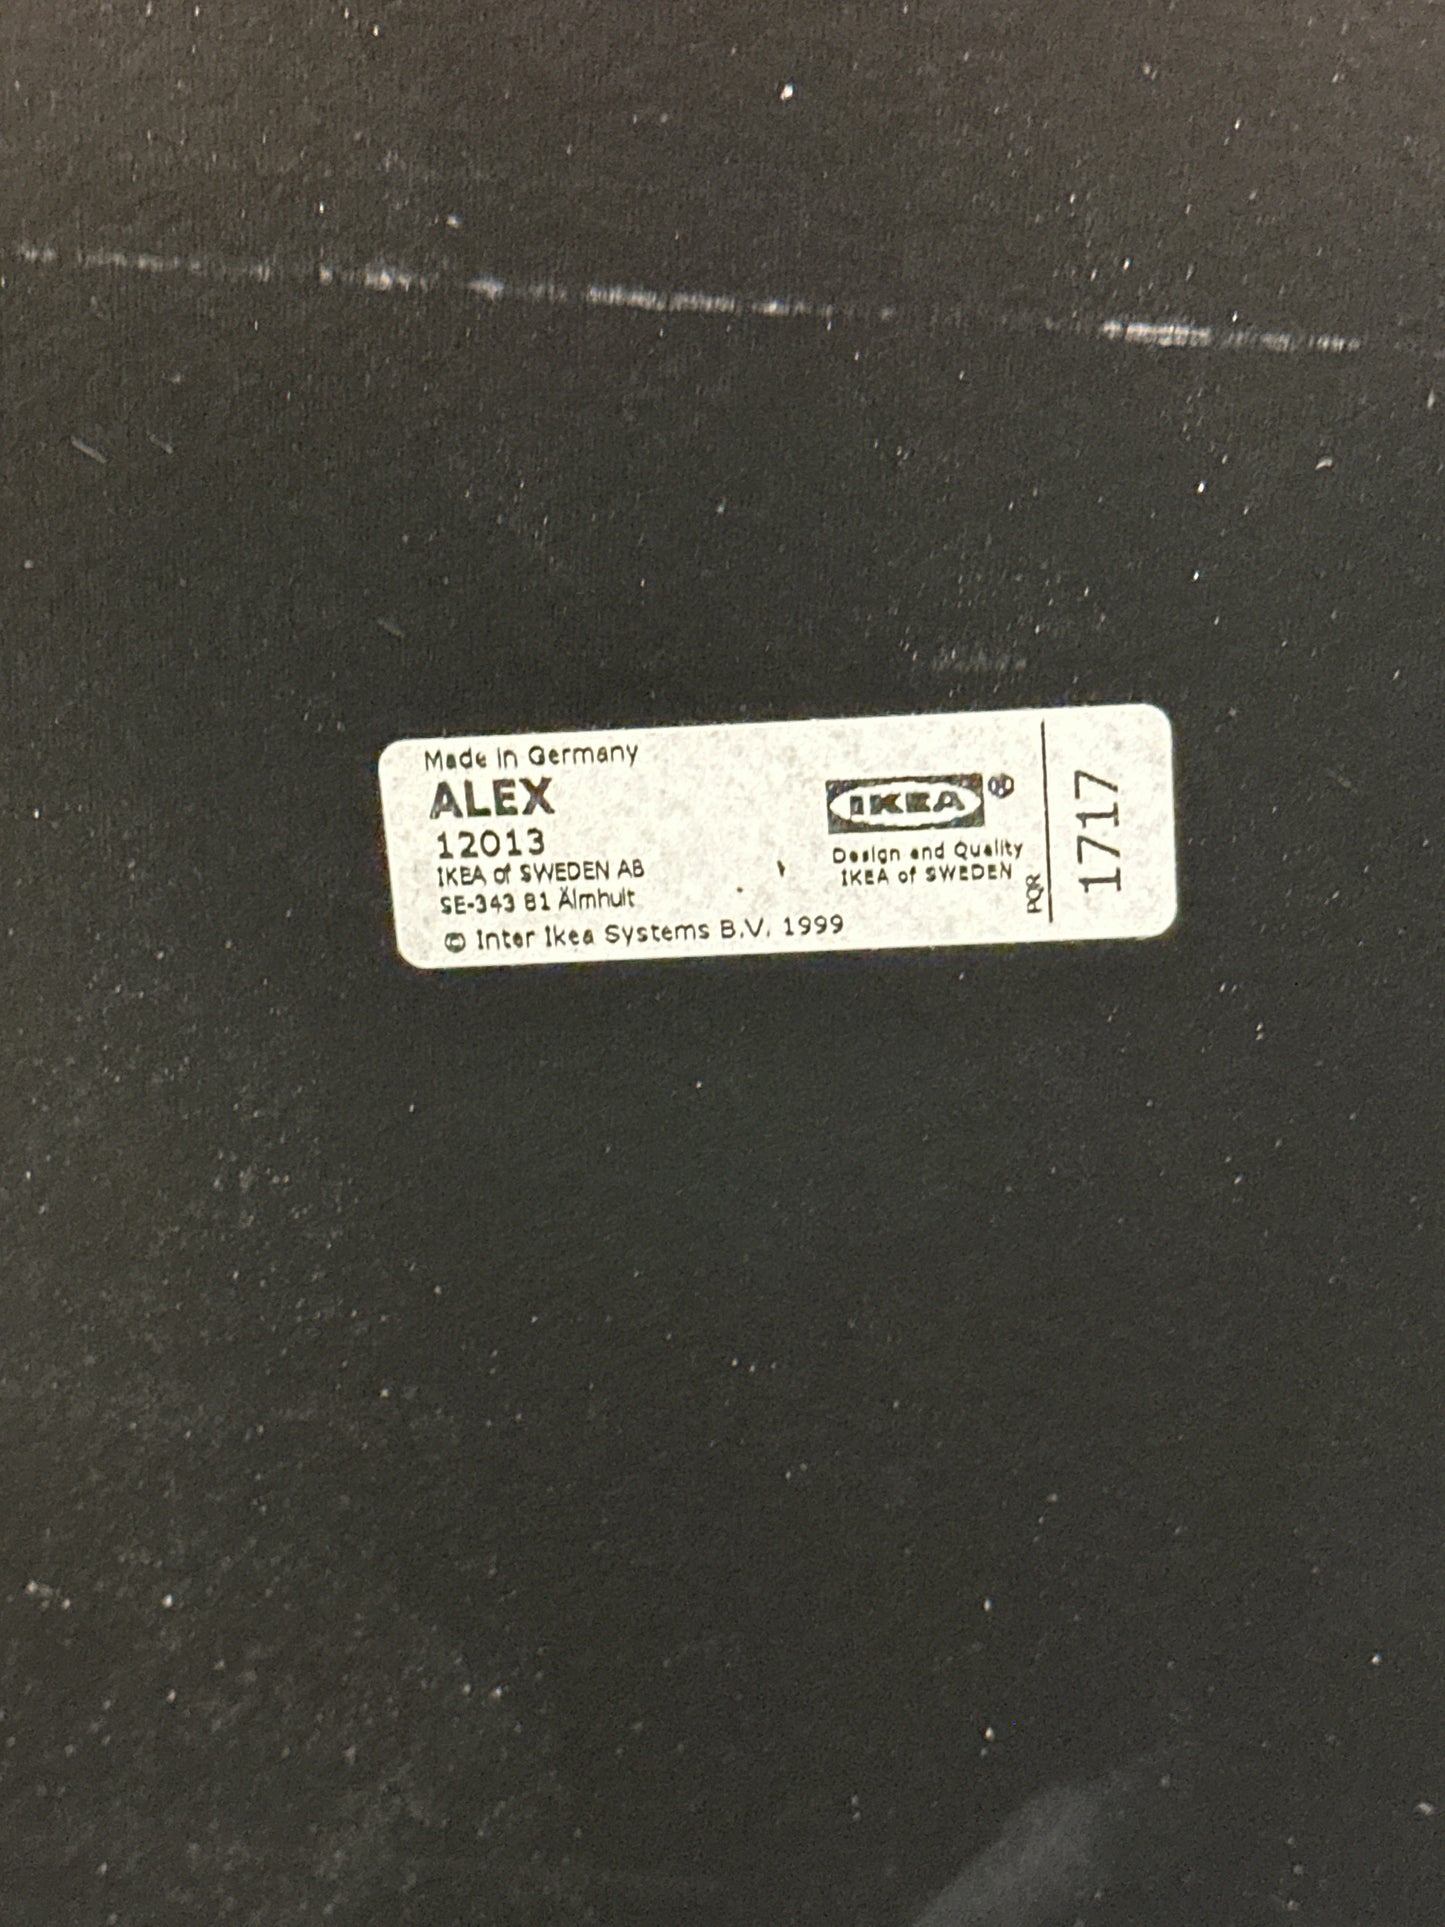 Made in Germany
ALEX
12013
IKEA of SWEDEN AB
SE-343 81 Älmhult
© Inter Ikea Systems B.V. 1999
IKEA®
Design and Quality
IKEA of SWEDEN
PQR
1717